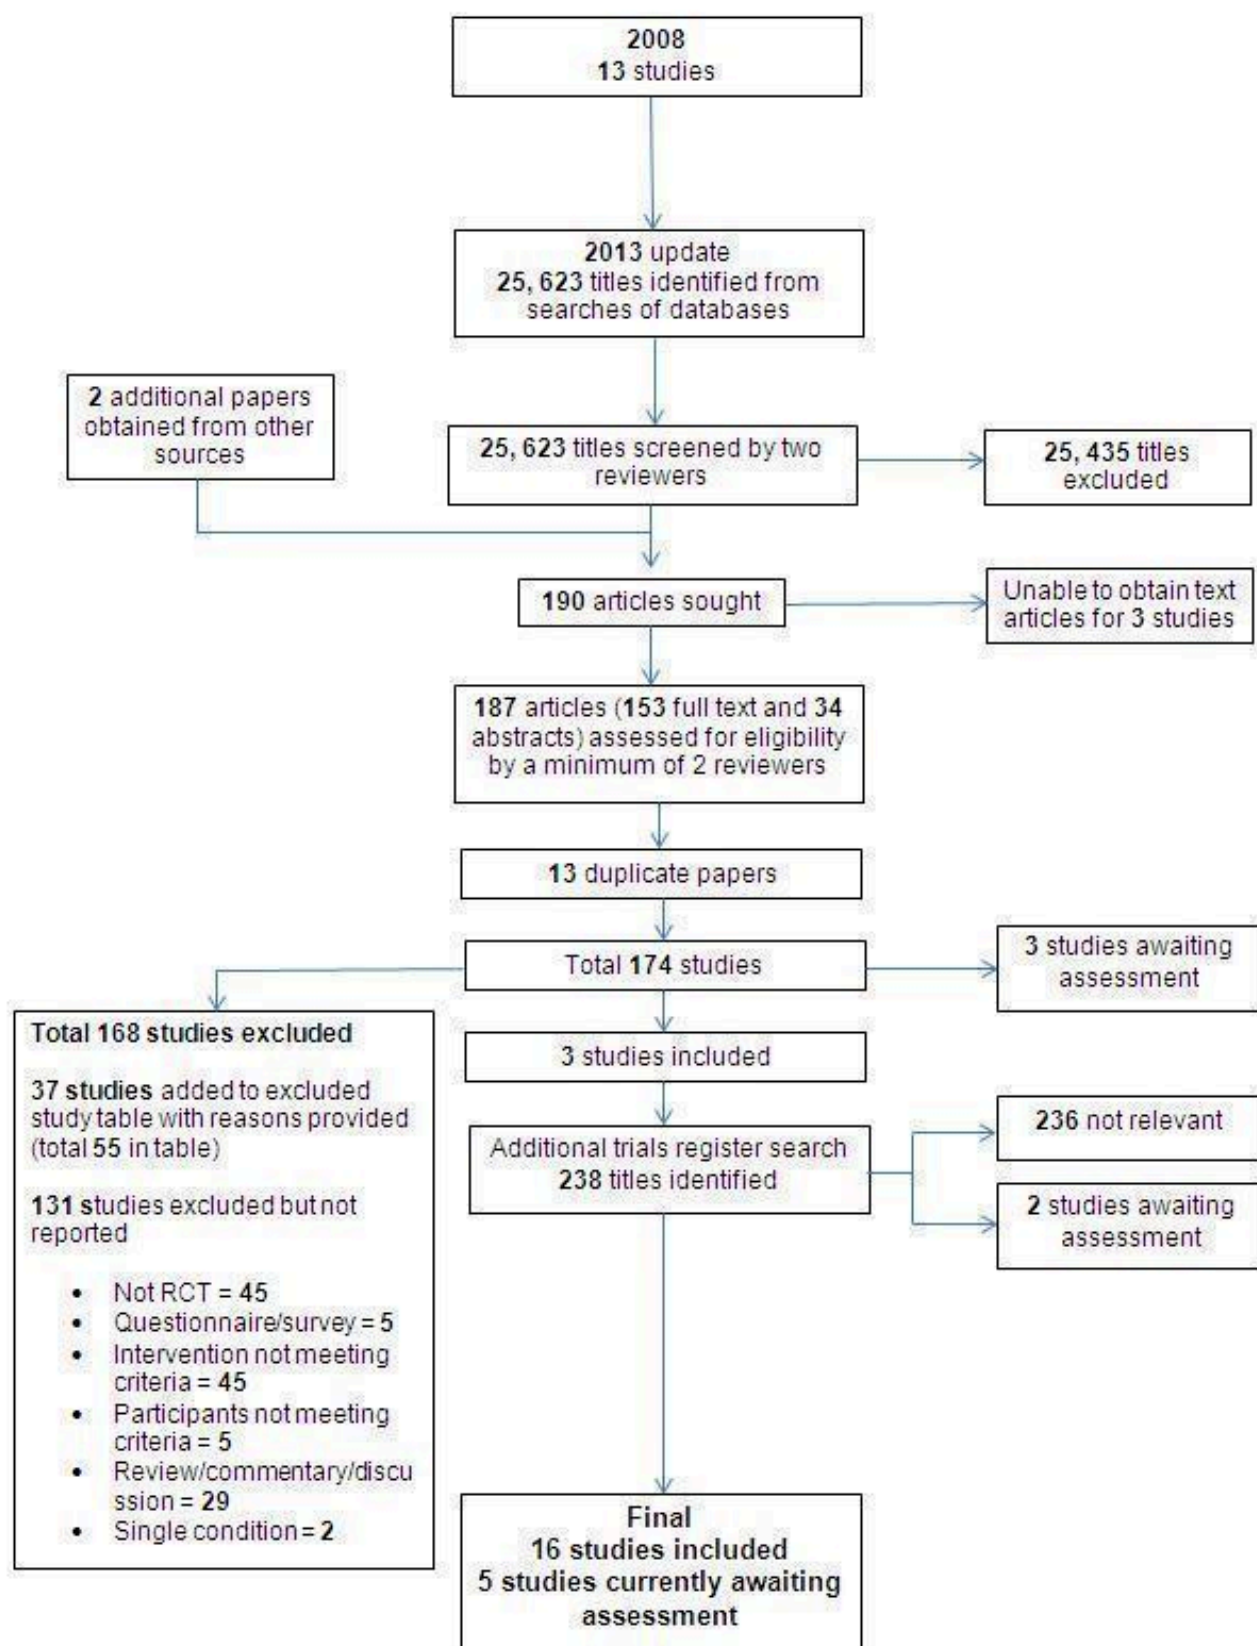 2008
13 studies
2013 update
25, 623 titles identified from
searches of databases
2 additional papers
obtained from other
sources
25, 623 titles screened by two
reviewers
25, 435 titles
excluded
190 articles sought
Unable to obtain text
articles for 3 studies
187 articles (153 full text and 34
abstracts) assessed for eligibility
by a minimum of 2 reviewers
13 duplicate papers
Total 174 studies
3 studies awaiting
assessment
Total 168 studies excluded
37 studies added to excluded
study table with reasons provided
(total 55 in table)
131 studies excluded but not
reported
• Not RCT = 45
• Questionnaire/survey = 5
• Intervention not meeting
criteria = 45
• Participants not meeting
criteria = 5
• Review/commentary/discu
ssion = 29
• Single condition = 2
3 studies included
Additional trials register search
238 titles identified
236 not relevant
2 studies awaiting
assessment
Final
16 studies included
5 studies currently awaiting
assessment